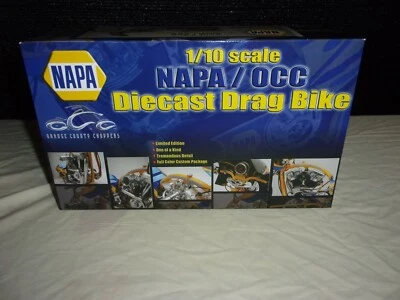 NAPA
1/10 scale
NAPA/OCC
Diecast Drag Bike
ORANGE COUNTY CHOPPERS
• Limited Edition
• One of a Kind
• Tremendous Detail
• Full Color Custom Package